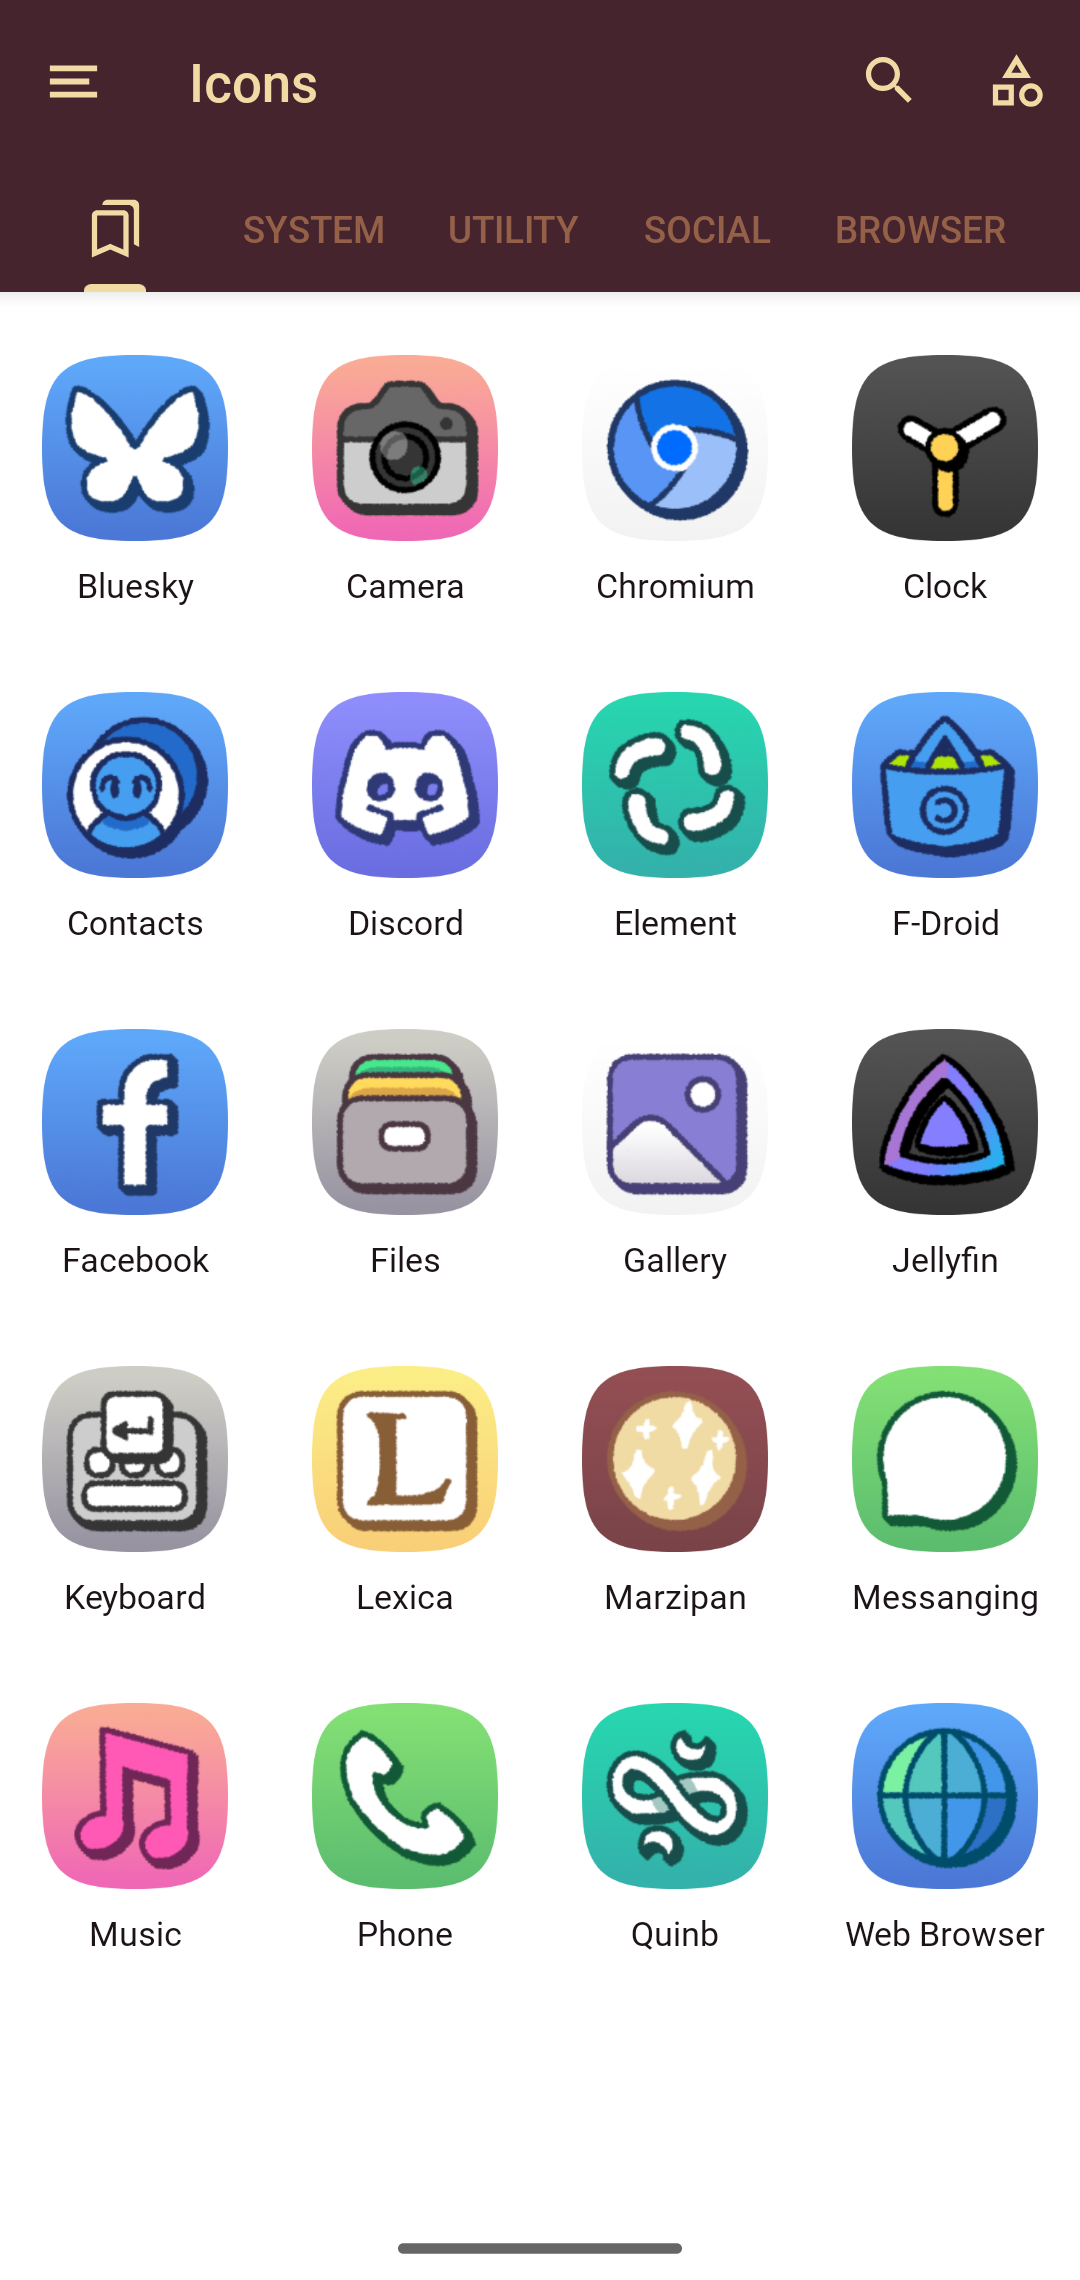 Icons
SYSTEM UTILITY SOCIAL BROWSER
Bluesky Camera Chromium Clock
Contacts Discord Element F-Droid
Facebook Files Gallery Jellyfin
L
Keyboard Lexica Marzipan Messanging
Music Phone Quinb Web Browser